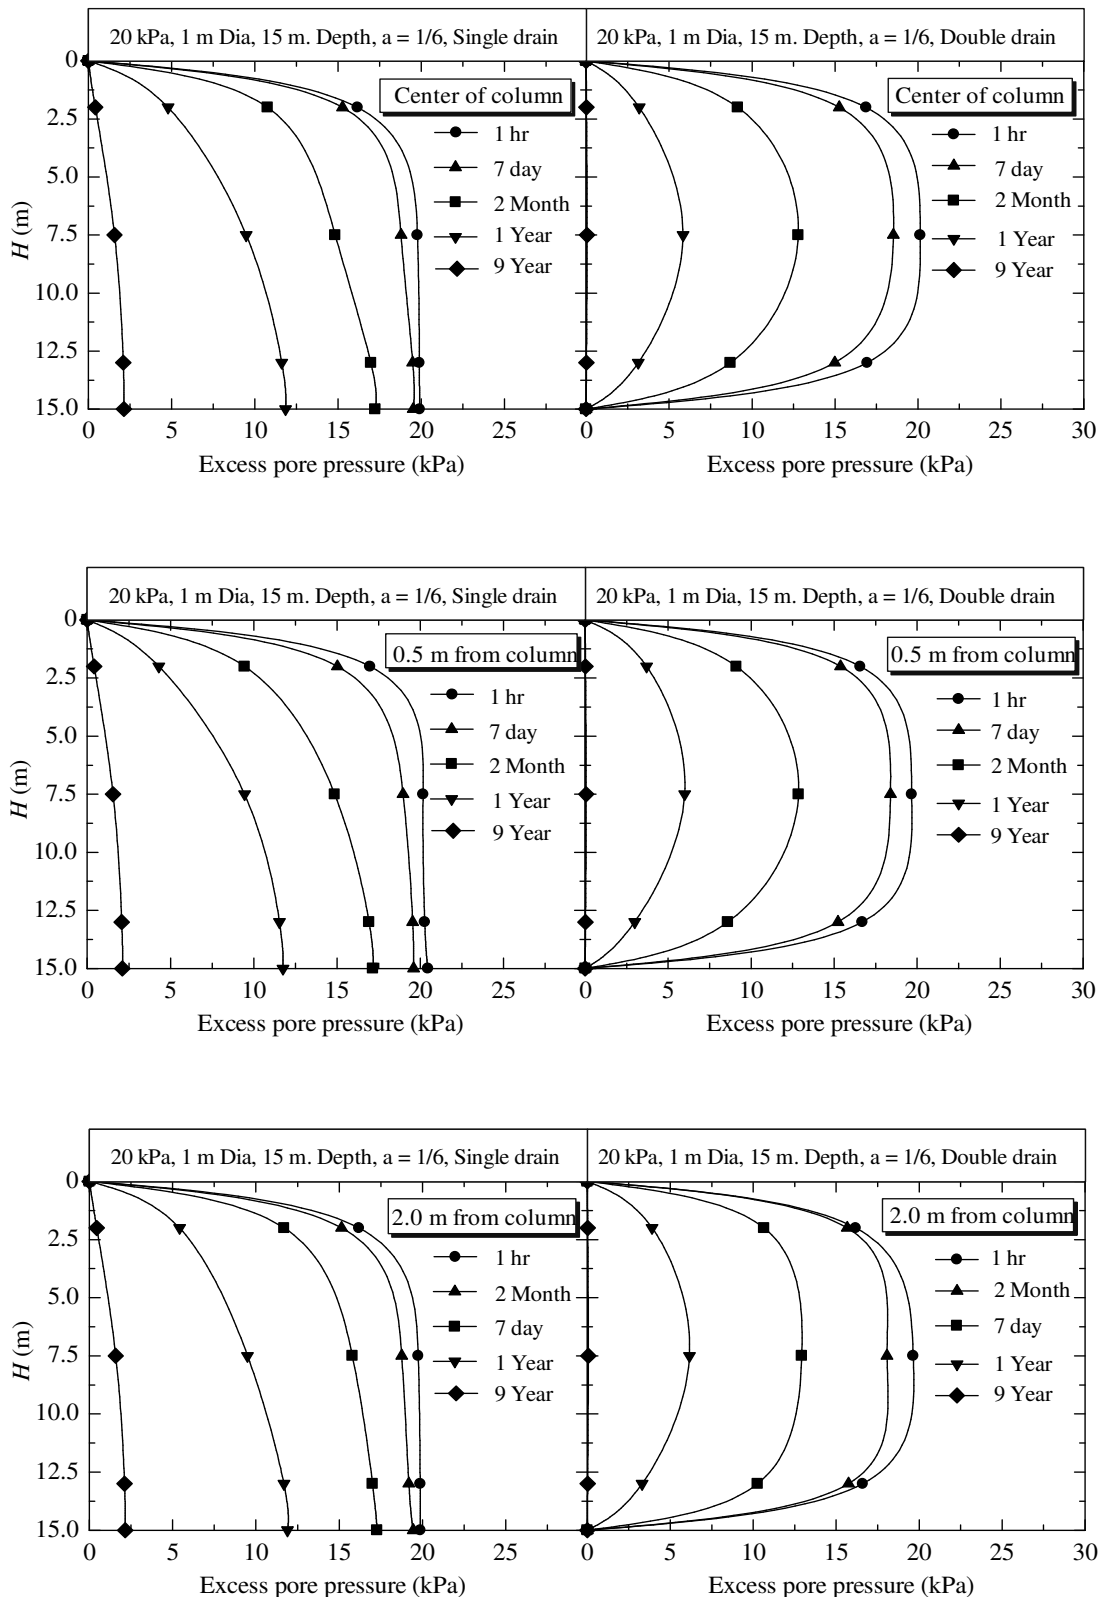 20 kPa, 1 m Dia, 15 m. Depth, a = 1/6, Single drain
20 kPa, 1 m Dia, 15 m. Depth, a = 1/6, Double drain
Center of column
1 hr
7 day
2 Month
1 Year
9 Year
Center of column
1 hr
7 day
2 Month
1 Year
9 Year
H (m)
0
2.5
5.0
7.5
10.0
12.5
15.0
0 5 10 15 20 25 0 5 10 15 20 25 30
Excess pore pressure (kPa)
Excess pore pressure (kPa)
20 kPa, 1 m Dia, 15 m. Depth, a = 1/6, Single drain
20 kPa, 1 m Dia, 15 m. Depth, a = 1/6, Double drain
0.5 m from column
1 hr
7 day
2 Month
1 Year
9 Year
0.5 m from column
1 hr
7 day
2 Month
1 Year
9 Year
H (m)
0
2.5
5.0
7.5
10.0
12.5
15.0
0 5 10 15 20 25 0 5 10 15 20 25 30
Excess pore pressure (kPa)
Excess pore pressure (kPa)
20 kPa, 1 m Dia, 15 m. Depth, a = 1/6, Single drain
20 kPa, 1 m Dia, 15 m. Depth, a = 1/6, Double drain
2.0 m from column
1 hr
2 Month
7 day
1 Year
9 Year
2.0 m from column
1 hr
2 Month
7 day
1 Year
9 Year
H (m)
0
2.5
5.0
7.5
10.0
12.5
15.0
0 5 10 15 20 25 0 5 10 15 20 25 30
Excess pore pressure (kPa)
Excess pore pressure (kPa)